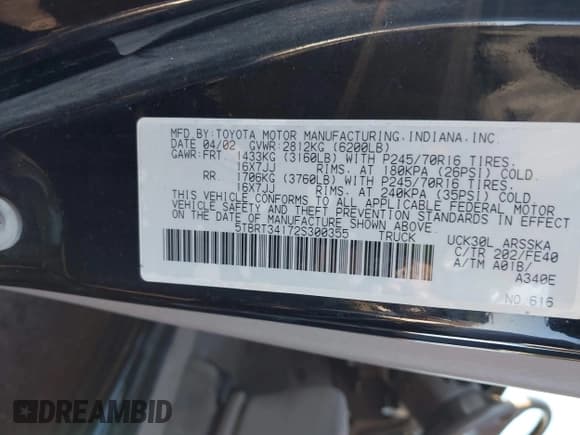 MFD.BY:TOYOTA MOTOR MANUFACTURING,INDIANA,INC.
DATE 04/02 GVWR:2812KG (6200LB)
GAWR:FRT 1433KG (3160LB) WITH P245/70R16 TIRES.
16X7JJ RIMS. AT 180KPA (26PSI) COLD
RR 1706KG (3760LB) WITH P245/70R16 TIRES.
16X7JJ RIMS. AT 240KPA (35PSI) COLD
THIS VEHICLE CONFORMS TO ALL APPLICABLE FEDERAL MOTOR
VEHICLE SAFETY AND THEFT PREVENTION STANDARDS IN EFFECT
ON THE DATE OF MANUFACTURE SHOWN ABOVE.
5TBRT34172S300355 TRUCK
UCK30L ARSSKA
C/TR 202/FE40
A/TM A01B/
A340E
NO. 616
DREAMBID